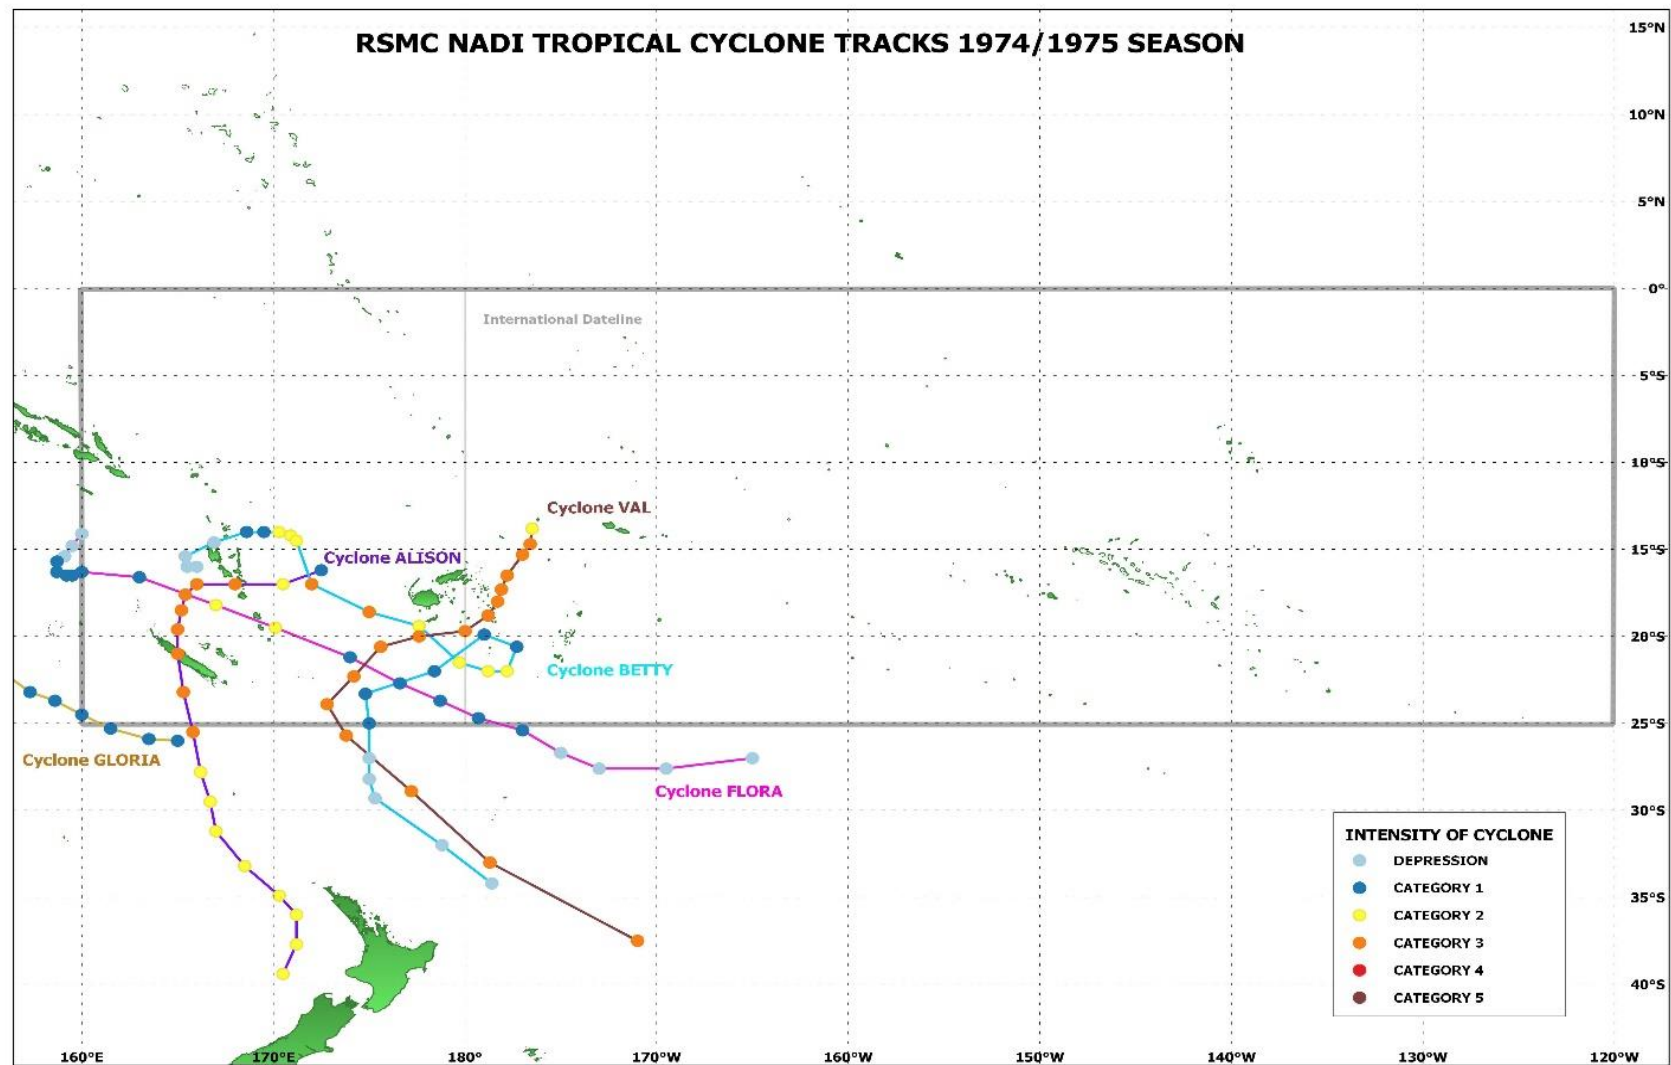 RSMC NADI TROPICAL CYCLONE TRACKS 1974/1975 SEASON
15°N
10°N
5°N
0°
International Dateline
5°S
10°S
Cyclone VAL
15°S
Cyclone ALISON
20°S
Cyclone BETTY
25°S
Cyclone GLORIA
Cyclone FLORA
30°S
INTENSITY OF CYCLONE
DEPRESSION
CATEGORY 1
CATEGORY 2
CATEGORY 3
CATEGORY 4
CATEGORY 5
35°S
40°S
160°E
170°E
180°
170°W
160°W
150°W
140°W
130°W
120°W